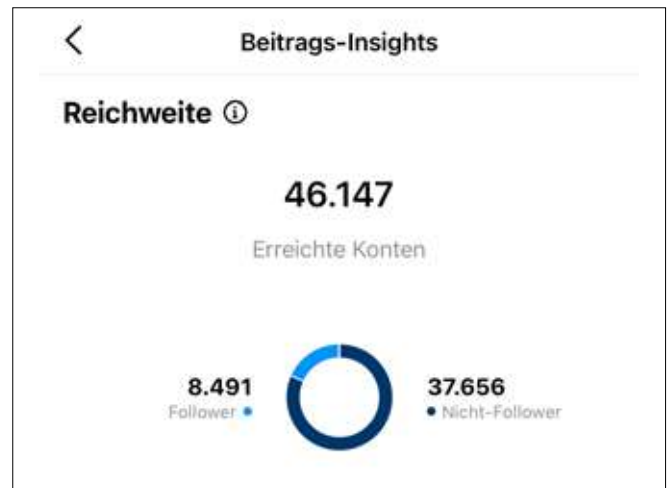 Beitrags-Insights
Reichweite
46.147
Erreichte Konten
8.491
Follower
37.656
Nicht-Follower